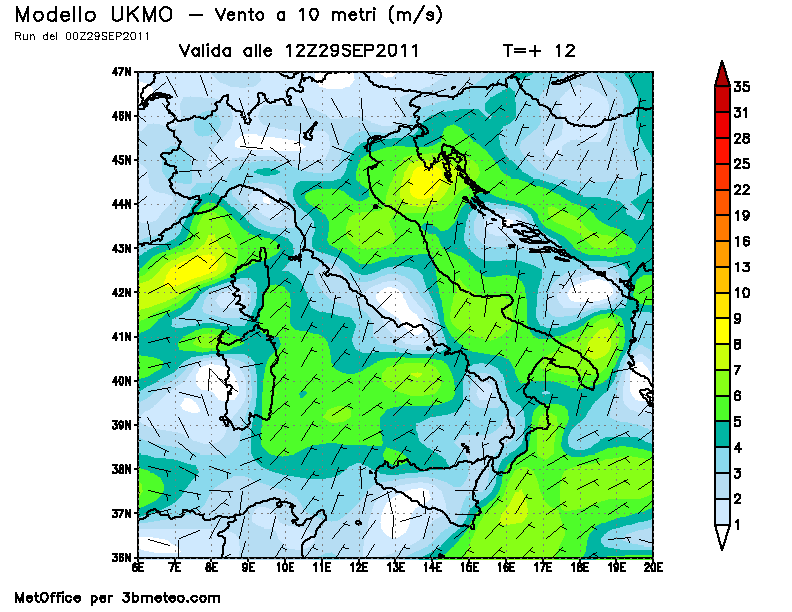 Modello UKMO – Vento a 10 metri (m/s)
Run del 00Z29SEP2011
Valida alle 12Z29SEP2011 T=+ 12
47N
46N
45N
44N
43N
42N
41N
40N
39N
38N
37N
36N
6E 7E 8E 9E 10E 11E 12E 13E 14E 15E 16E 17E 18E 19E 20E
35
31
28
25
22
19
16
13
10
9
8
7
6
5
4
3
2
1
MetOffice per 3bmeteo.com